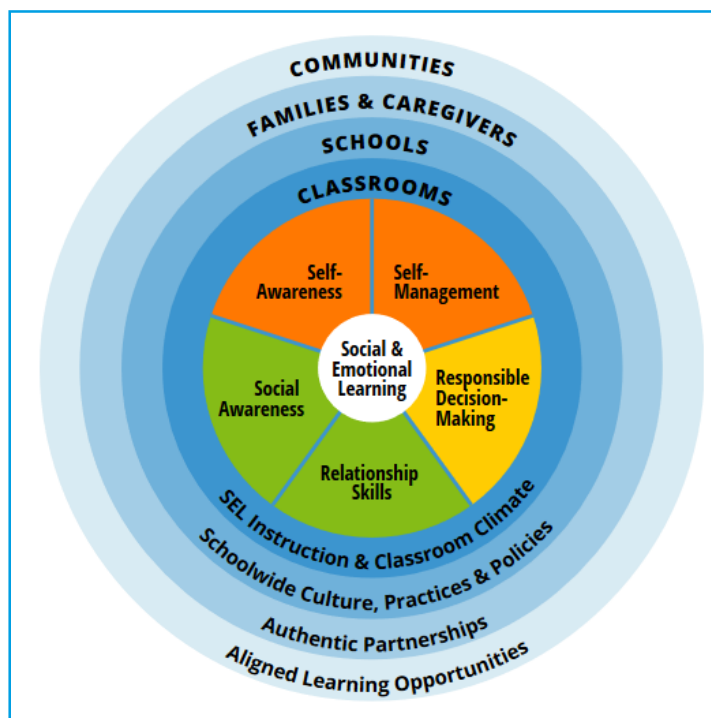 COMMUNITIES
FAMILIES & CAREGIVERS
SCHOOLS
CLASSROOMS
Self-
Awareness
Self-
Management
Social &
Emotional
Learning
Social
Awareness
Responsible
Decision-
Making
Relationship
Skills
SEL Instruction & Classroom Climate
Schoolwide Culture, Practices & Policies
Authentic Partnerships
Aligned Learning Opportunities